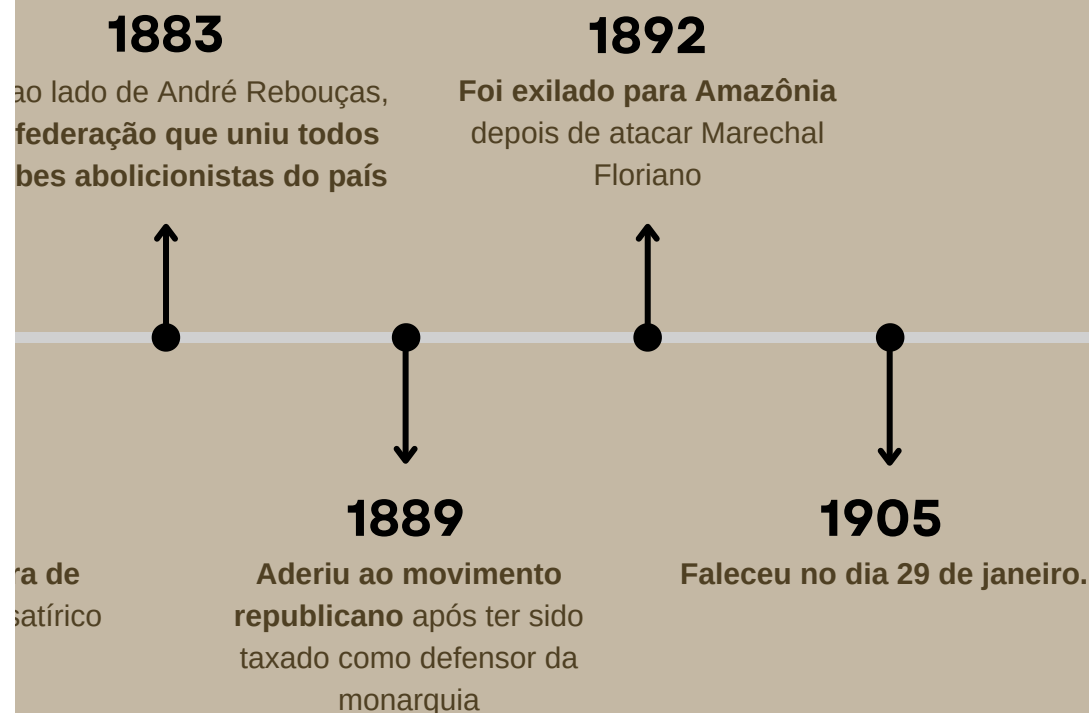 1883
ao lado de André Rebouças,
federação que uniu todos
bes abolicionistas do país
1892
Foi exilado para Amazônia
depois de atacar Marechal
Floriano
ra de
satírico
1889
Aderiu ao movimento
republicano após ter sido
taxado como defensor da
monarquia
1905
Faleceu no dia 29 de janeiro.